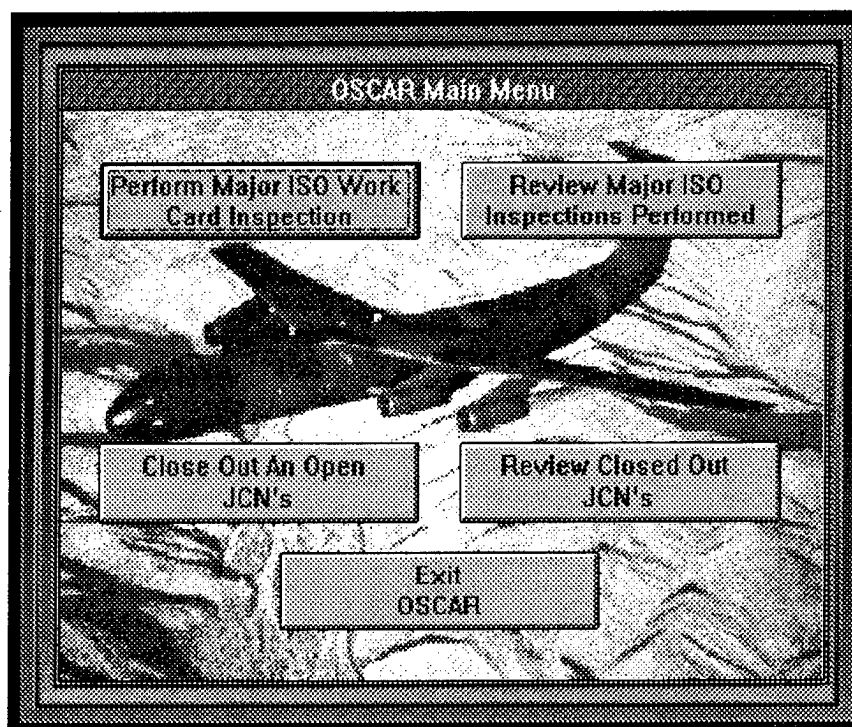 OSCAR Main Menu
Perform Major ISO Work
Card Inspection
Review Major ISO
Inspections Performed
Close Out An Open
JCN's
Review Closed Out
JCN's
Exit
OSCAR